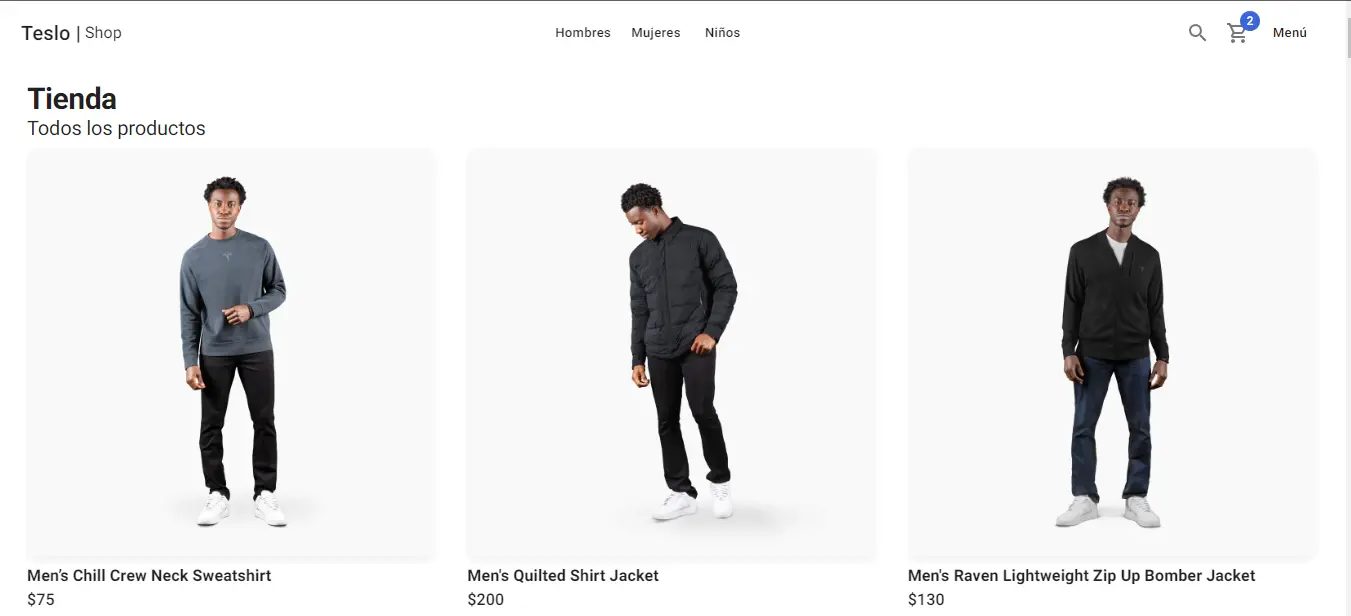 Teslo | Shop
Hombres Mujeres Niños
2
Menú
Tienda
Todos los productos
Men’s Chill Crew Neck Sweatshirt
$75
Men's Quilted Shirt Jacket
$200
Men's Raven Lightweight Zip Up Bomber Jacket
$130